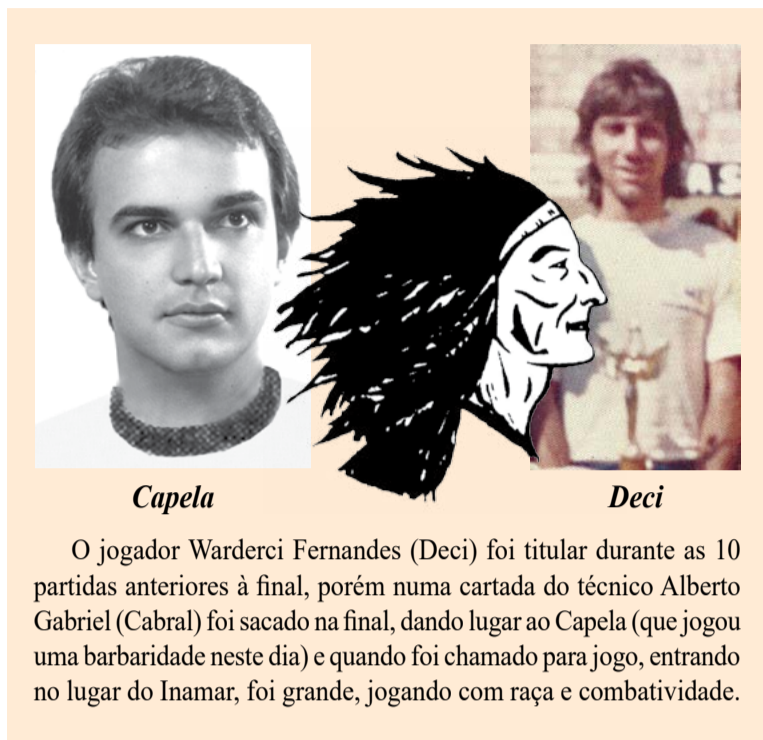 AS
Capela
Deci
O jogador Warderci Fernandes (Deci) foi titular durante as 10
partidas anteriores à final, porém numa cartada do técnico Alberto
Gabriel (Cabral) foi sacado na final, dando lugar ao Capela (que jogou
uma barbaridade neste dia) e quando foi chamado para jogo, entrando
no lugar do Inamar, foi grande, jogando com raça e combatividade.